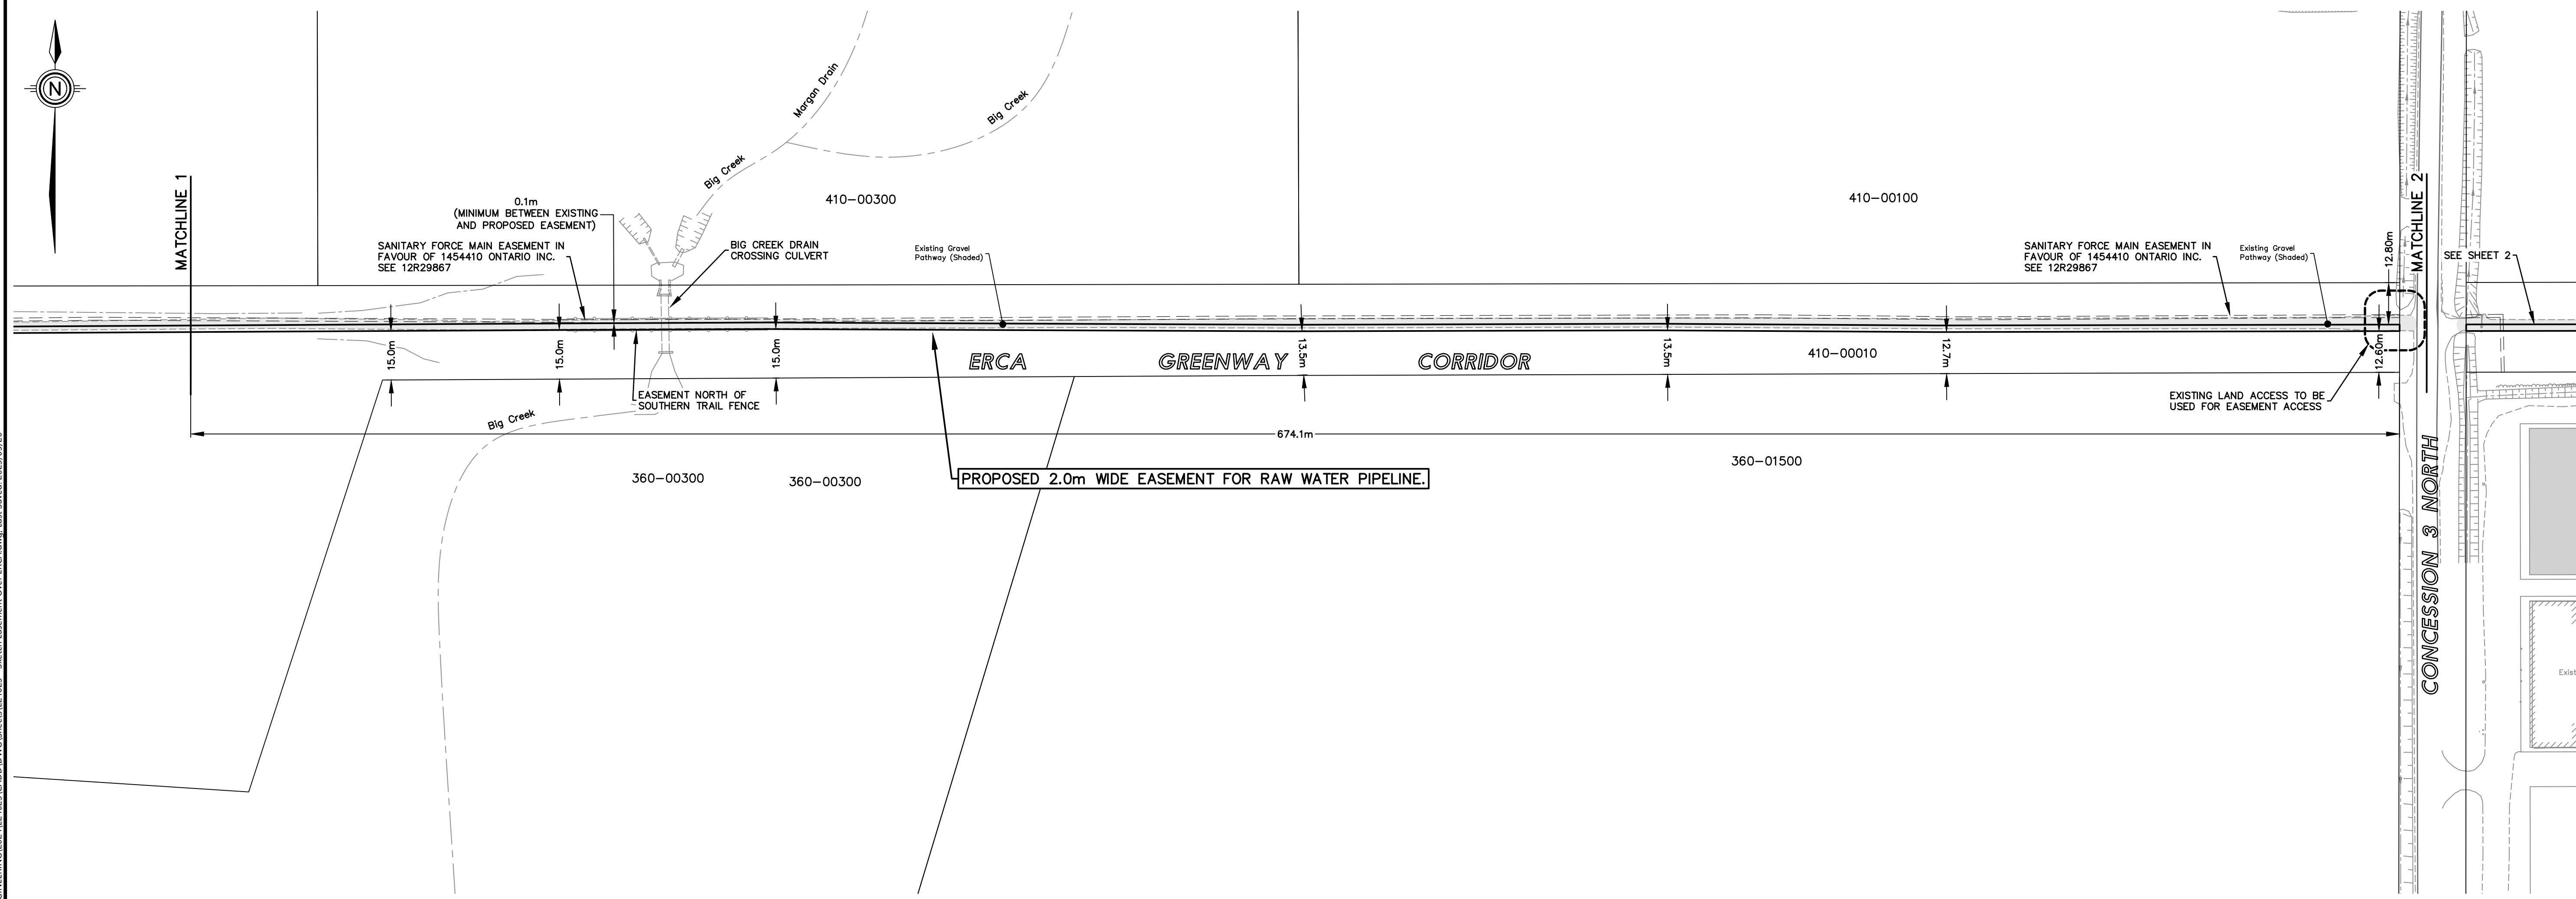 N
MATCHLINE 1
Morgan Drain
Big Creek
Big Creek
410-00300
410-00100
0.1m
(MINIMUM BETWEEN EXISTING
AND PROPOSED EASEMENT)
SANITARY FORCE MAIN EASEMENT IN
FAVOUR OF 1454410 ONTARIO INC.
SEE 12R29867
BIG CREEK DRAIN
CROSSING CULVERT
Existing Gravel
Pathway (Shaded)
SANITARY FORCE MAIN EASEMENT IN
FAVOUR OF 1454410 ONTARIO INC.
SEE 12R29867
Existing Gravel
Pathway (Shaded)
12.80m
MATCHLINE 2
SEE SHEET 2
15.0m
15.0m
15.0m
13.5m
13.5m
12.7m
12.60m
ERCA GREENWAY CORRIDOR
410-00010
EASEMENT NORTH OF
SOUTHERN TRAIL FENCE
EXISTING LAND ACCESS TO BE
USED FOR EASEMENT ACCESS
Big Creek
674.1m
360-00300
360-00300
PROPOSED 2.0m WIDE EASEMENT FOR RAW WATER PIPELINE.
360-01500
CONCESSION 3 NORTH